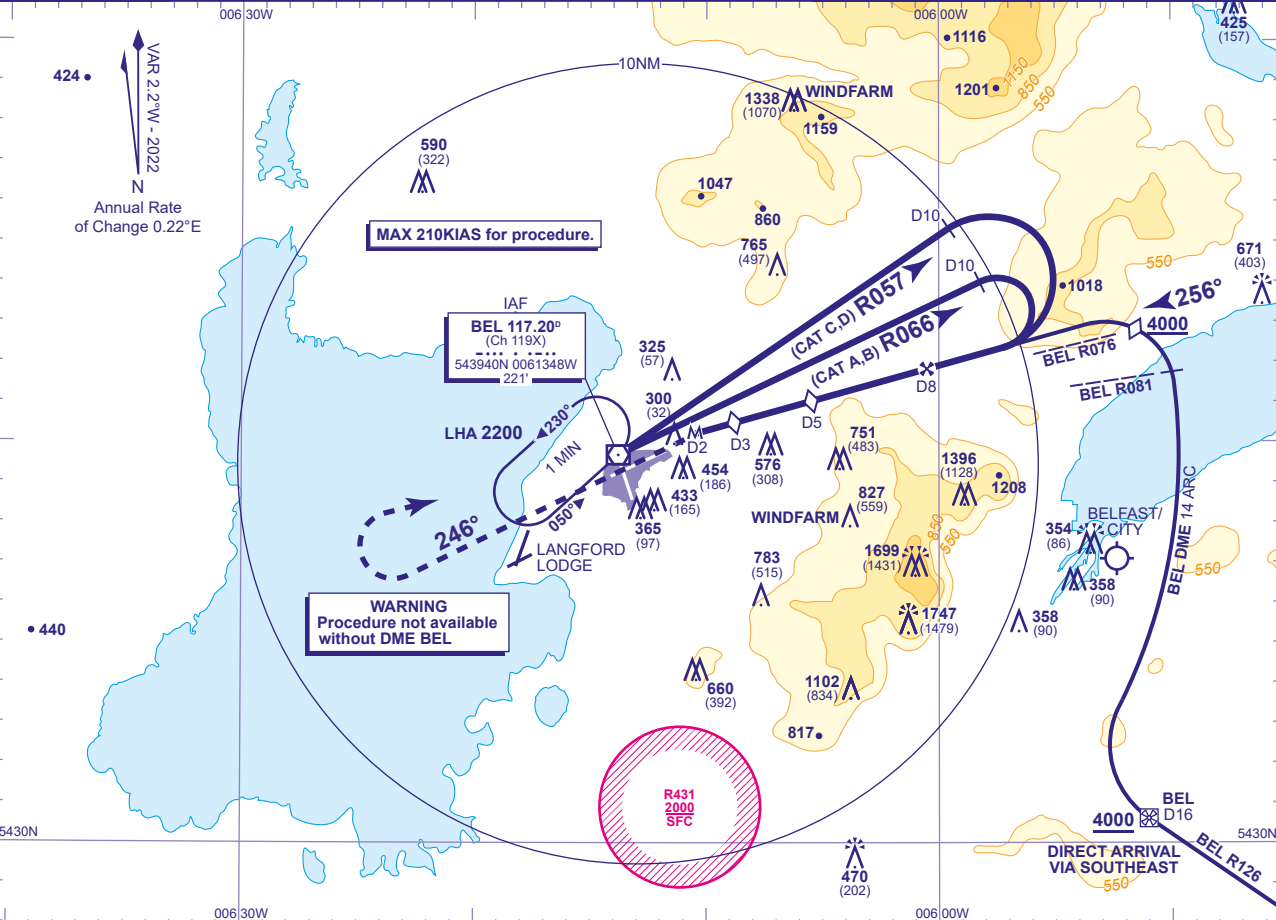 006 30W
006 00W
425
(157)
VAR 2.2°W - 2022
N
Annual Rate
of Change 0.22°E
424
10NM
1116
1150
850
550
1201
1338
(1070)
WINDFARM
1159
590
(322)
1047
860
MAX 210KIAS for procedure.
765
(497)
D10
D10
550
671
(403)
1018
256°
4000
IAF
BEL 117.20ᴰ
(Ch 119X)
543940N 0061348W
221'
(CAT C,D) R057
(CAT A,B) R066
BEL R076
BEL R081
325
(57)
D8
300
(32)
230°
LHA 2200
1 MIN
050°
D2
D3
D5
454
(186)
576
(308)
751
(483)
1396
(1128)
1208
433
(165)
365
(97)
827
(559)
WINDFARM
850
550
246°
LANGFORD
LODGE
783
(515)
1699
(1431)
BELFAST/
CITY
354
(86)
358
(90)
BEL DME 14 ARC
550
WARNING
Procedure not available
without DME BEL
1747
(1479)
358
(90)
440
660
(392)
1102
(834)
817
R431
2000
SFC
BEL
D16
4000
5430N
5430N
DIRECT ARRIVAL
VIA SOUTHEAST
BEL R126
550
470
(202)
006 30W
006 00W